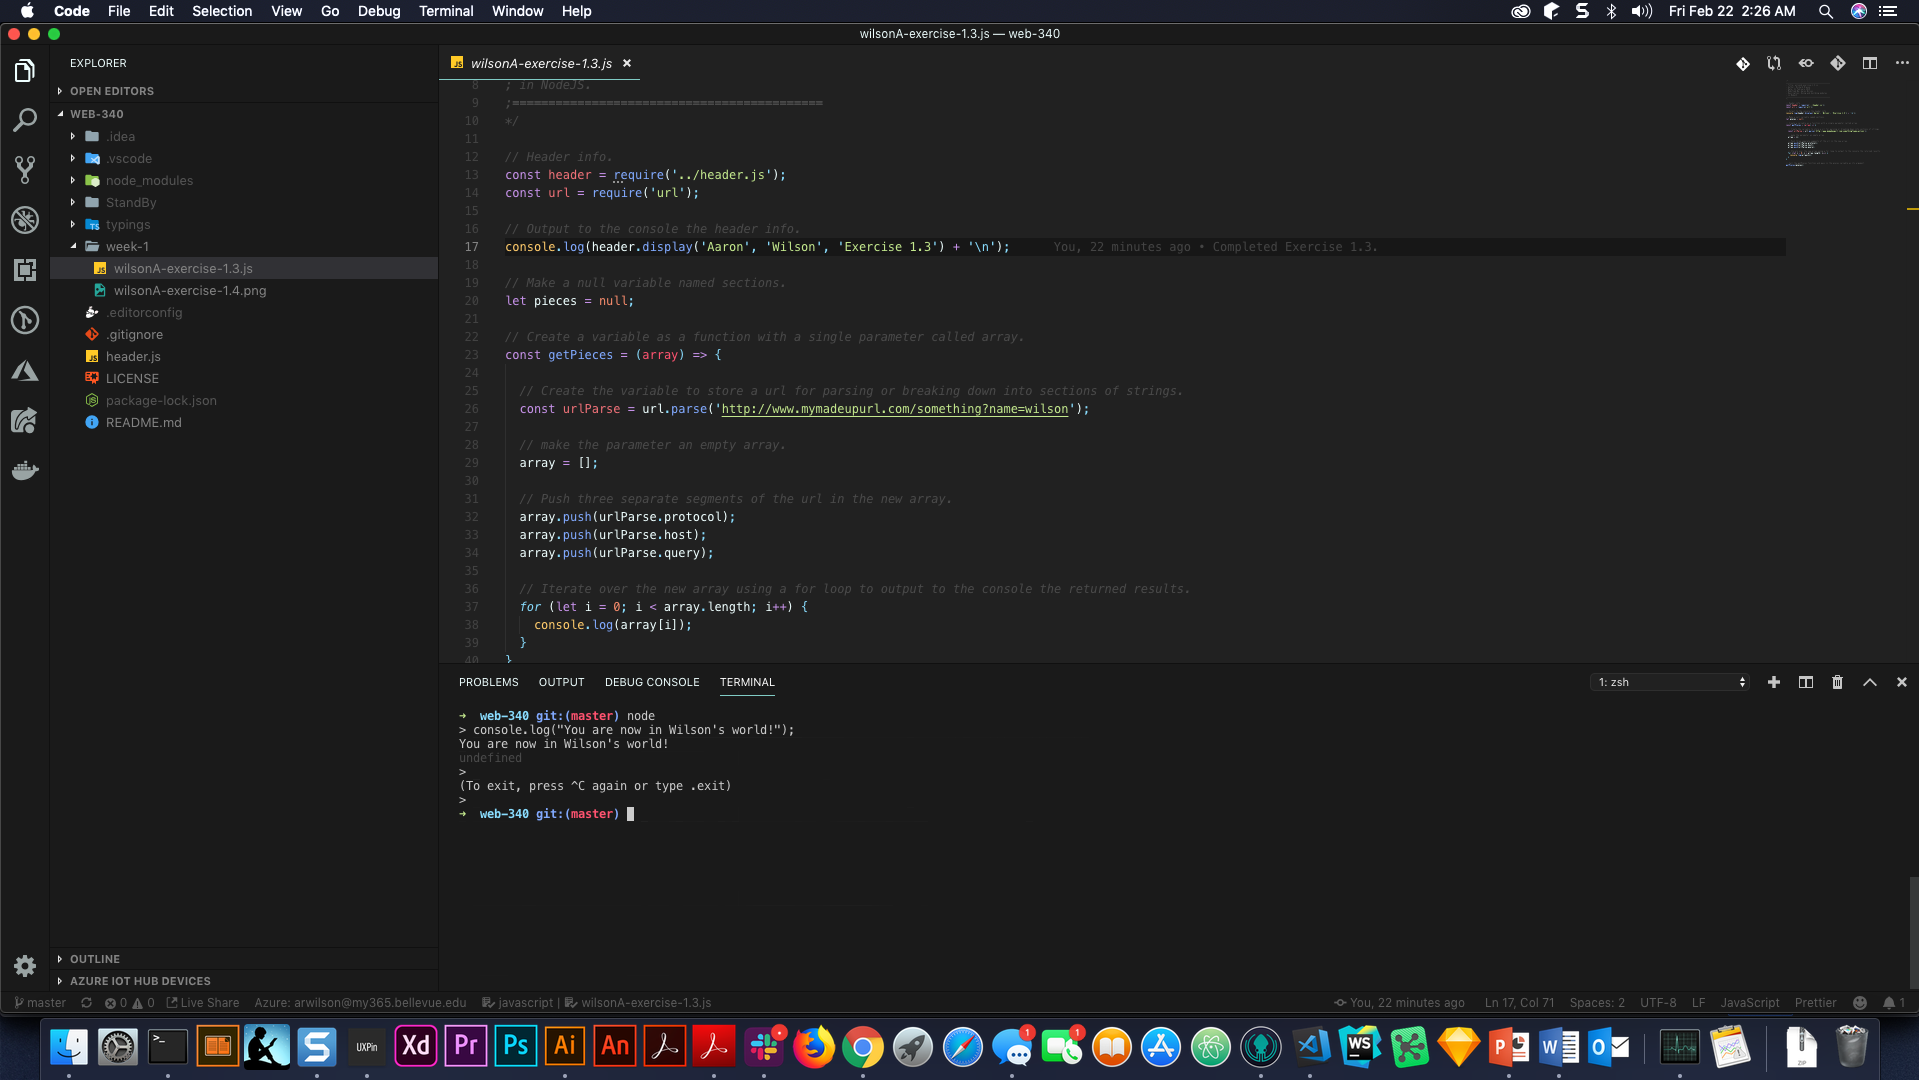 Code File Edit Selection View Go Debug Terminal Window Help
Fri Feb 22 2:26 AM
wilsonA-exercise-1.3.js — web-340
EXPLORER
OPEN EDITORS
WEB-340
.idea
.vscode
node_modules
StandBy
typings
week-1
wilsonA-exercise-1.3.js
wilsonA-exercise-1.4.png
.editorconfig
.gitignore
header.js
LICENSE
package-lock.json
README.md
OUTLINE
AZURE IOT HUB DEVICES
wilsonA-exercise-1.3.js
8 ; in NodeJS.
9 ;===========================================
10 */
11
12 // Header info.
13 const header = require('../header.js');
14 const url = require('url');
15
16 // Output to the console the header info.
17 console.log(header.display('Aaron', 'Wilson', 'Exercise 1.3') + '\n'); You, 22 minutes ago • Completed Exercise 1.3.
18
19 // Make a null variable named sections.
20 let pieces = null;
21
22 // Create a variable as a function with a single parameter called array.
23 const getPieces = (array) => {
24
25 // Create the variable to store a url for parsing or breaking down into sections of strings.
26 const urlParse = url.parse('http://www.mymadeupurl.com/something?name=wilson');
27
28 // make the parameter an empty array.
29 array = [];
30
31 // Push three separate segments of the url in the new array.
32 array.push(urlParse.protocol);
33 array.push(urlParse.host);
34 array.push(urlParse.query);
35
36 // Iterate over the new array using a for loop to output to the console the returned results.
37 for (let i = 0; i < array.length; i++) {
38 console.log(array[i]);
39 }
40 }
PROBLEMS OUTPUT DEBUG CONSOLE TERMINAL
1: zsh
➜ web-340 git:(master) node
> console.log("You are now in Wilson's world!");
You are now in Wilson's world!
undefined
>
(To exit, press ^C again or type .exit)
>
➜ web-340 git:(master)
master 0 0 Live Share Azure: arwilson@my365.bellevue.edu javascript | wilsonA-exercise-1.3.js
You, 22 minutes ago Ln 17, Col 71 Spaces: 2 UTF-8 LF JavaScript Prettier 1
UXPin Xd Pr Ps Ai An 1 1 WS P W O ZIP